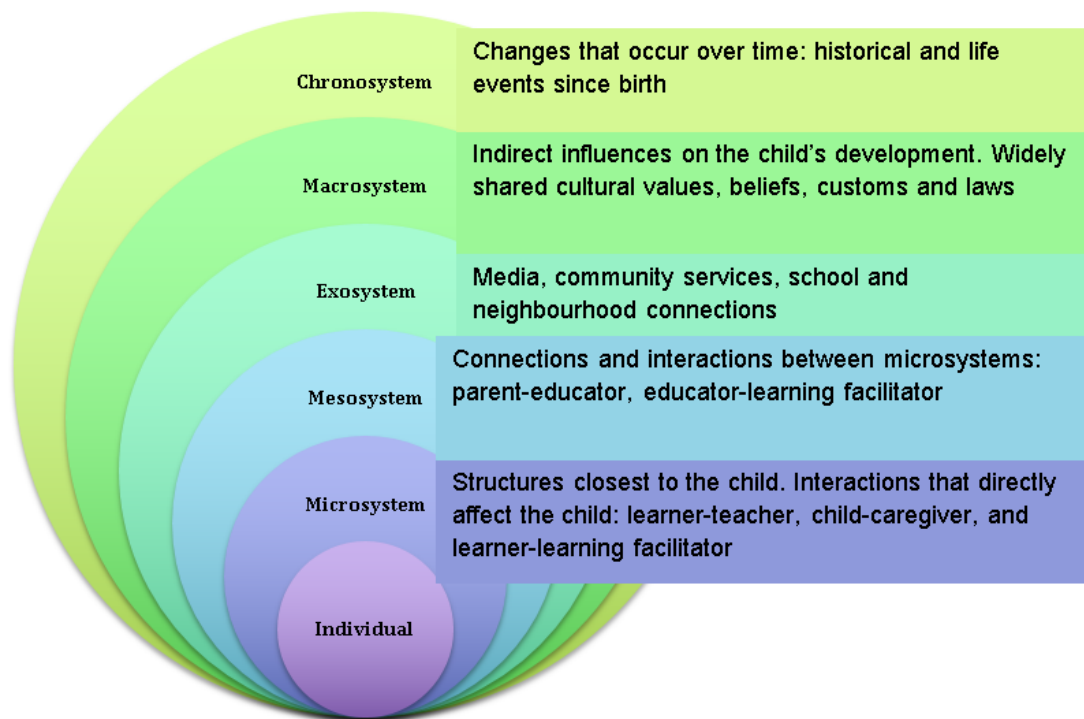 Chronosystem
Changes that occur over time: historical and life
events since birth
Macrosystem
Indirect influences on the child's development. Widely
shared cultural values, beliefs, customs and laws
Exosystem
Media, community services, school and
neighbourhood connections
Mesosystem
Connections and interactions between microsystems:
parent-educator, educator-learning facilitator
Microsystem
Structures closest to the child. Interactions that directly
affect the child: learner-teacher, child-caregiver, and
learner-learning facilitator
Individual